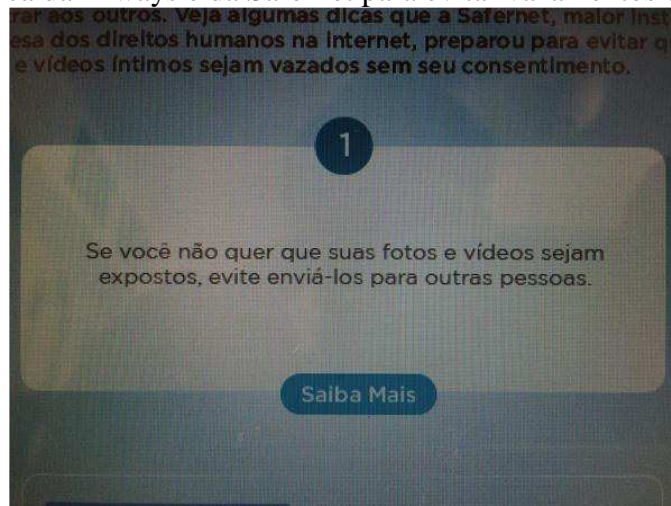 rar aos outros. Veja algumas dicas que a Safernet, maior
esa dos direitos humanos na internet, preparou para evitar
e vídeos íntimos sejam vazados sem seu consentimento.
1
Se você não quer que suas fotos e vídeos sejam
expostos, evite enviá-los para outras pessoas.
Saiba Mais